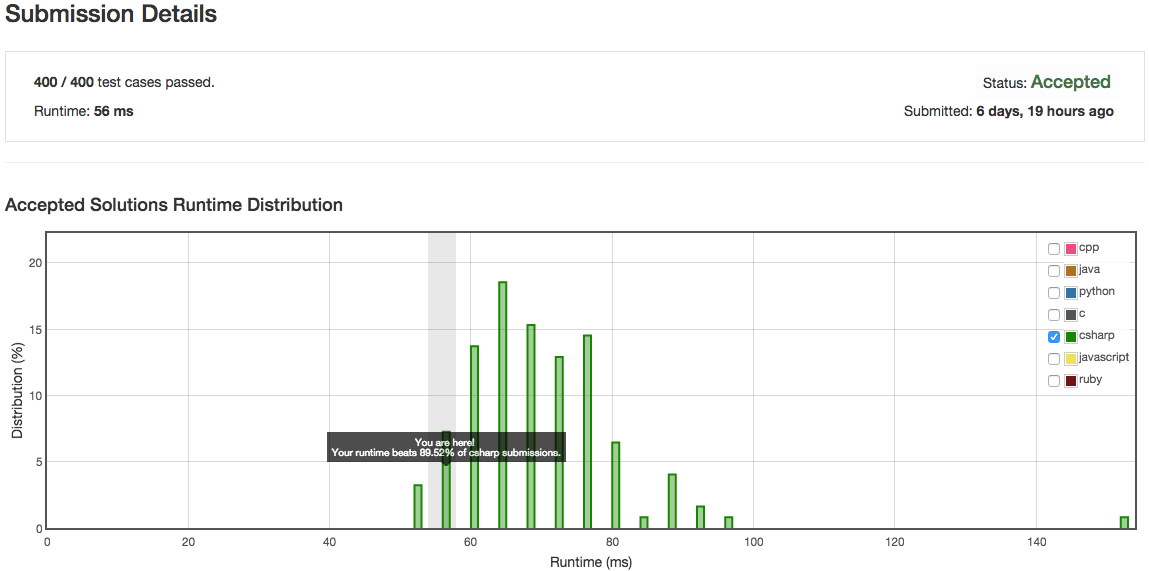 Submission Details
400 / 400 test cases passed.
Status: Accepted
Runtime: 56 ms
Submitted: 6 days, 19 hours ago
Accepted Solutions Runtime Distribution
cpp
java
python
c
csharp
javascript
ruby
You are here!
Your runtime beats 89.52% of csharp submissions.
Distribution (%)
20
15
10
5
0
0 20 40 60 80 100 120 140
Runtime (ms)